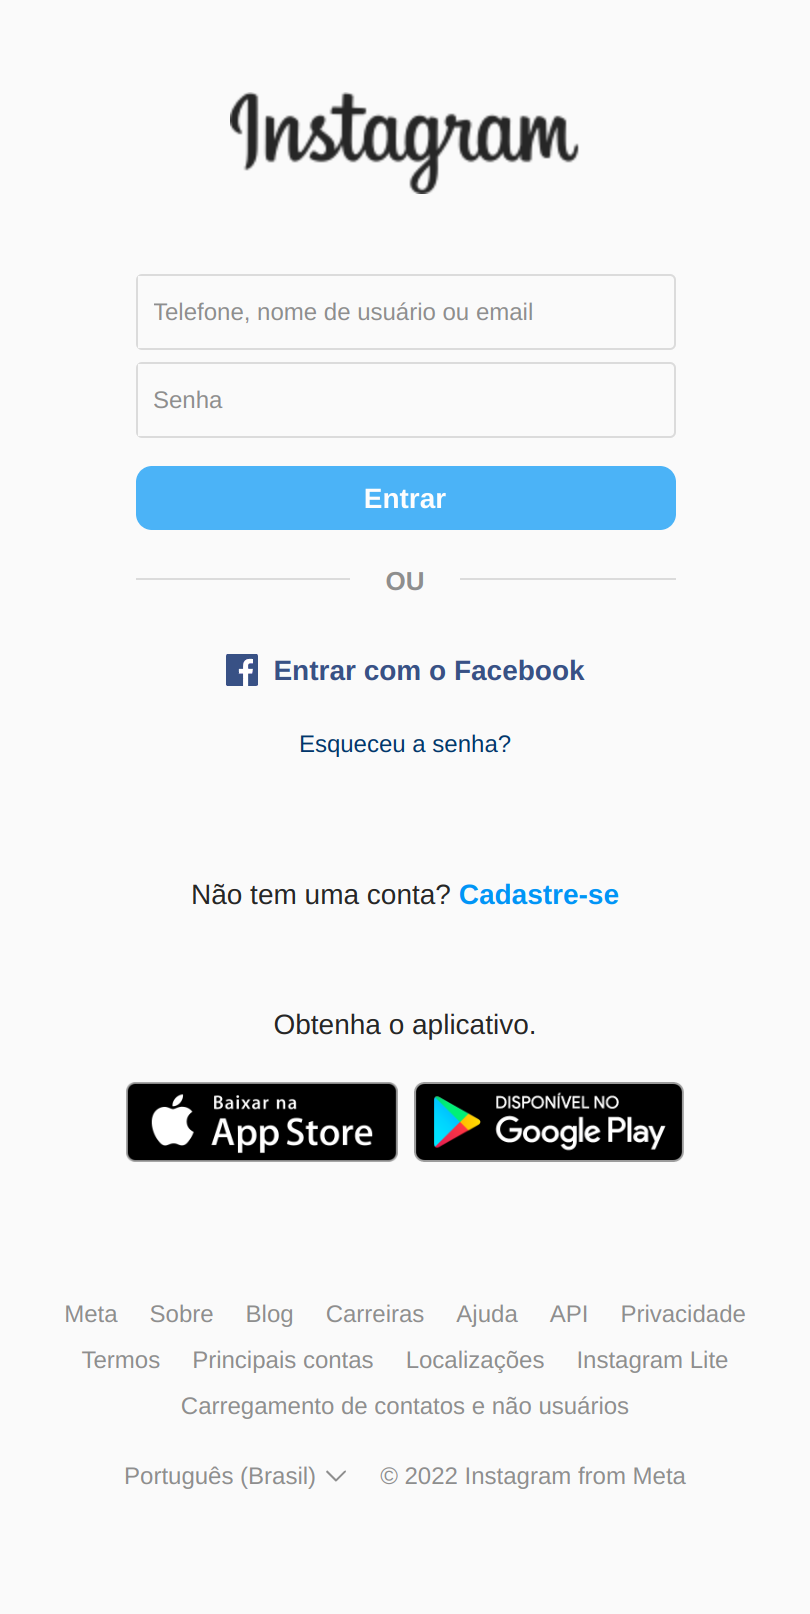 Instagram
Telefone, nome de usuário ou email
Senha
Entrar
OU
Entrar com o Facebook
Esqueceu a senha?
Não tem uma conta? Cadastre-se
Obtenha o aplicativo.
Baixar na
App Store
DISPONÍVEL NO
Google Play
Meta Sobre Blog Carreiras Ajuda API Privacidade
Termos Principais contas Localizações Instagram Lite
Carregamento de contatos e não usuários
Português (Brasil) © 2022 Instagram from Meta